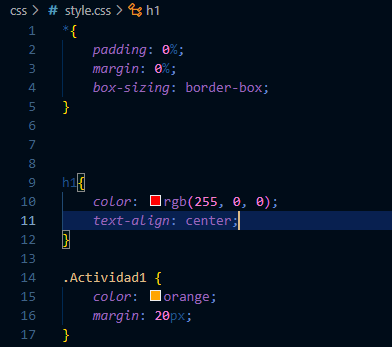 css > # style.css > h1
1 *{
2 padding: 0%;
3 margin: 0%;
4 box-sizing: border-box;
5 }
6
7
8
9 h1{
10 color: rgb(255, 0, 0);
11 text-align: center;
12 }
13
14 .Actividad1 {
15 color: orange;
16 margin: 20px;
17 }